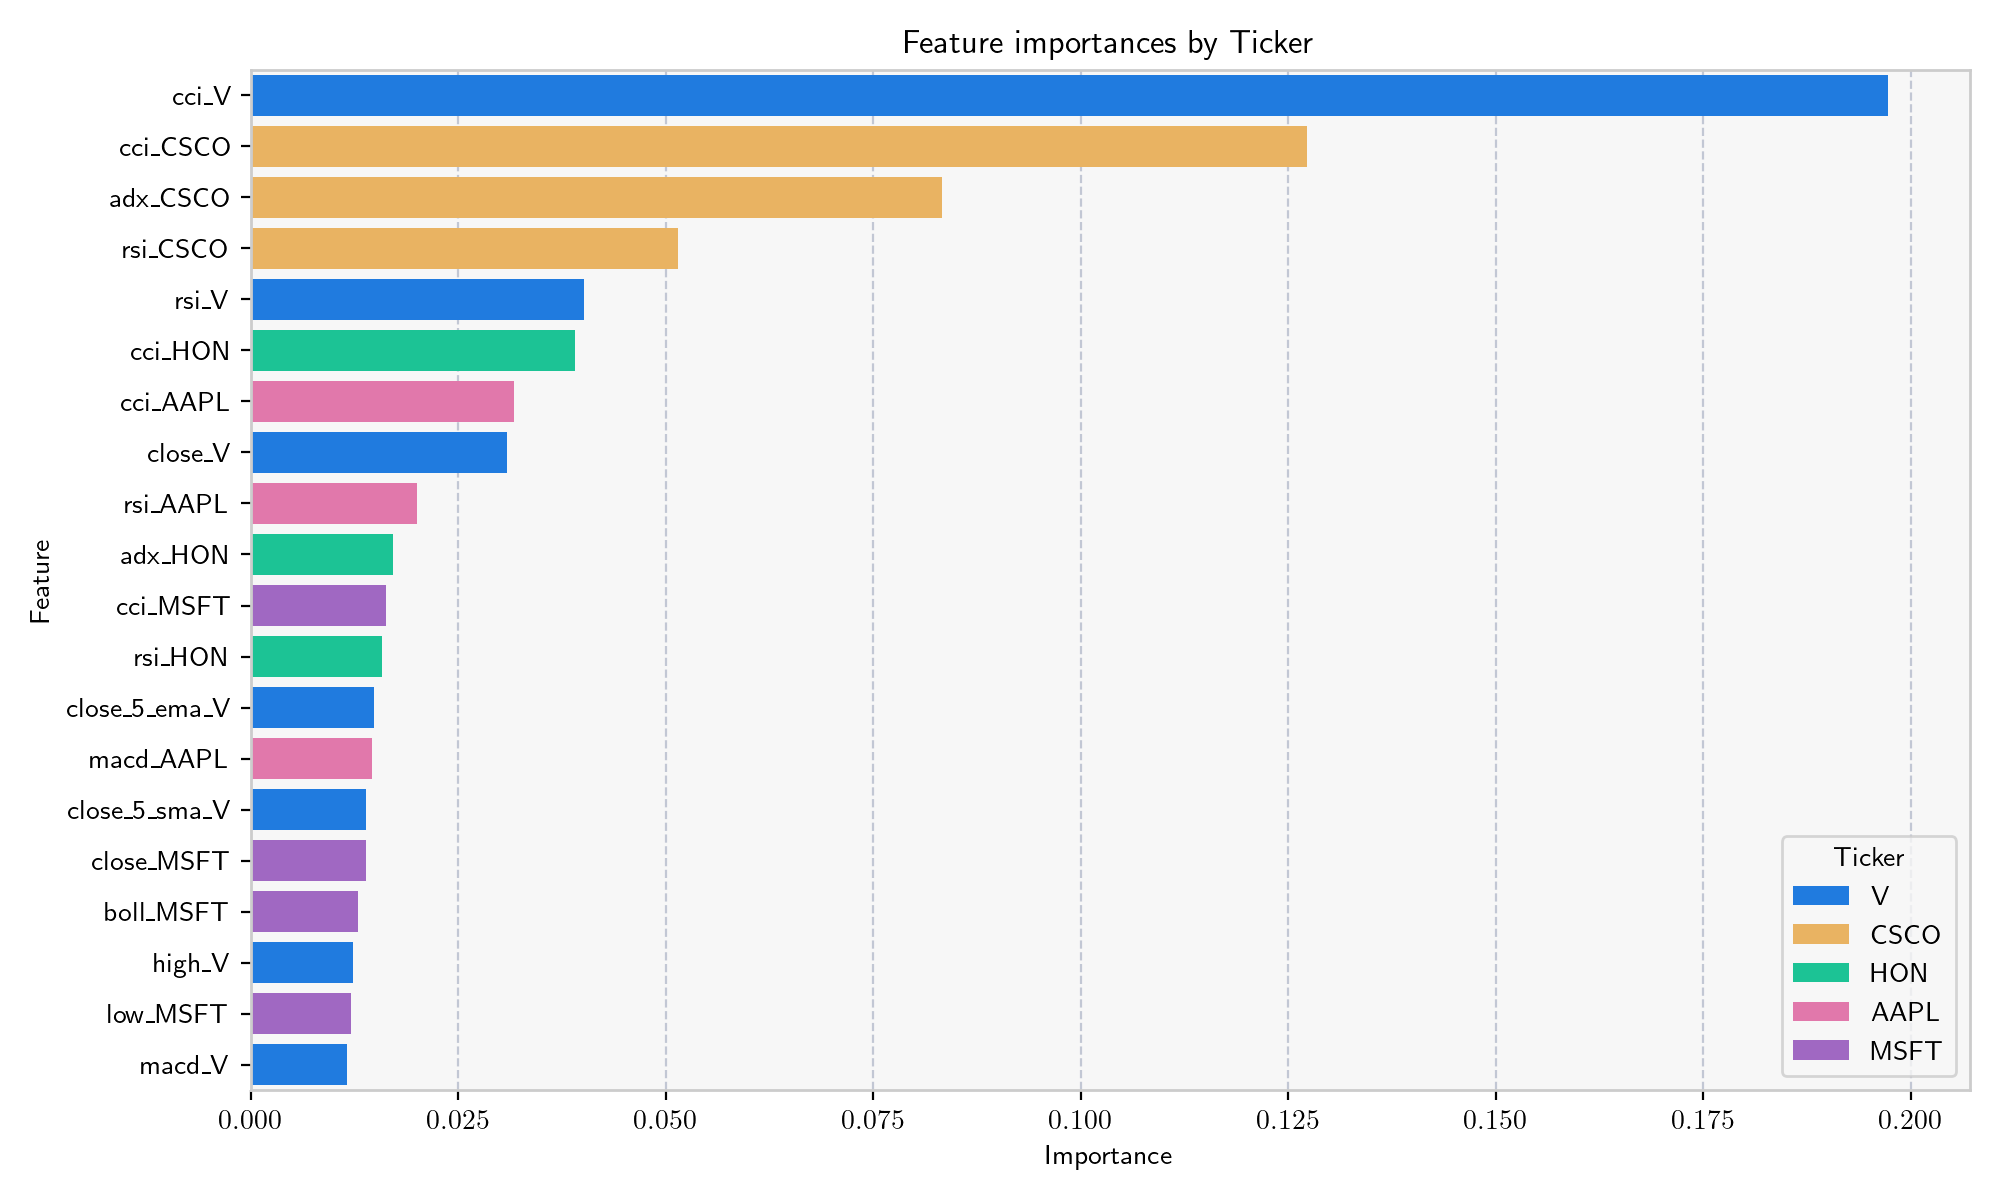 Feature importances by Ticker
Feature
cci_V
cci_CSCO
adx_CSCO
rsi_CSCO
rsi_V
cci_HON
cci_AAPL
close_V
rsi_AAPL
adx_HON
cci_MSFT
rsi_HON
close_5_ema_V
macd_AAPL
close_5_sma_V
close_MSFT
boll_MSFT
high_V
low_MSFT
macd_V
Ticker
V
CSCO
HON
AAPL
MSFT
0.000 0.025 0.050 0.075 0.100 0.125 0.150 0.175 0.200
Importance